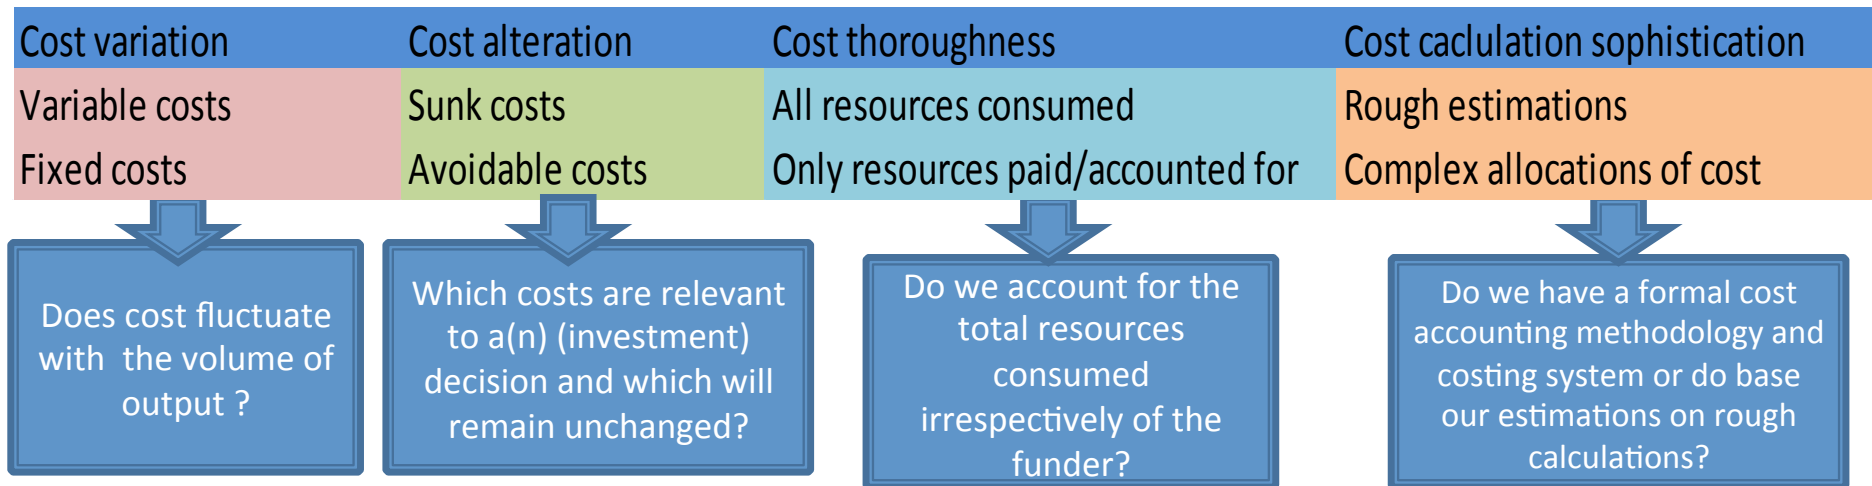 Cost variation
Cost alteration
Cost thoroughness
Cost caclulation sophistication
Variable costs
Sunk costs
All resources consumed
Rough estimations
Fixed costs
Avoidable costs
Only resources paid/accounted for
Complex allocations of cost
Does cost fluctuate
with the volume of
output ?
Which costs are relevant
to a(n) (investment)
decision and which will
remain unchanged?
Do we account for the
total resources
consumed
irrespectively of the
funder?
Do we have a formal cost
accounting methodology and
costing system or do base
our estimations on rough
calculations?